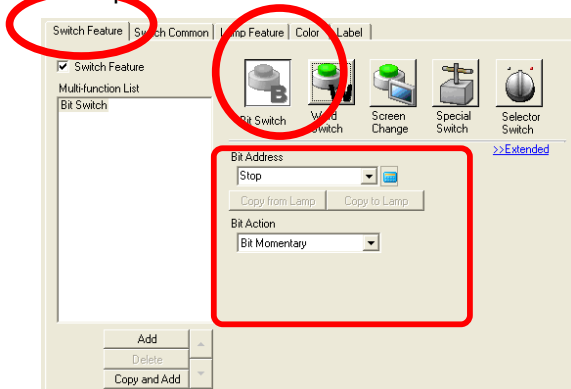 Switch Feature Switch Common Lamp Feature Color Label
Switch Feature
Multi-function List
Bit Switch
B
W
Bit Switch
Word Switch
Screen Change
Special Switch
Selector Switch
>>Extended
Bit Address
Stop
Copy from Lamp Copy to Lamp
Bit Action
Bit Momentary
Add
Delete
Copy and Add